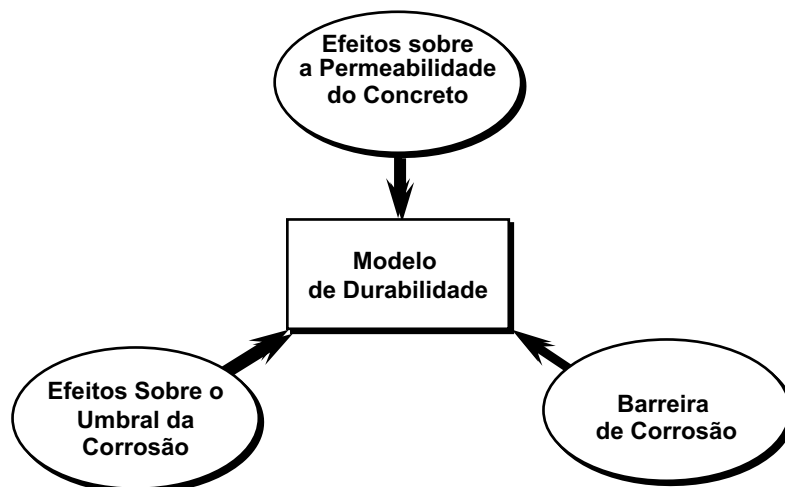 Efeitos sobre
a Permeabilidade
do Concreto
Modelo
de Durabilidade
Efeitos Sobre o
Umbral da
Corrosão
Barreira
de Corrosão